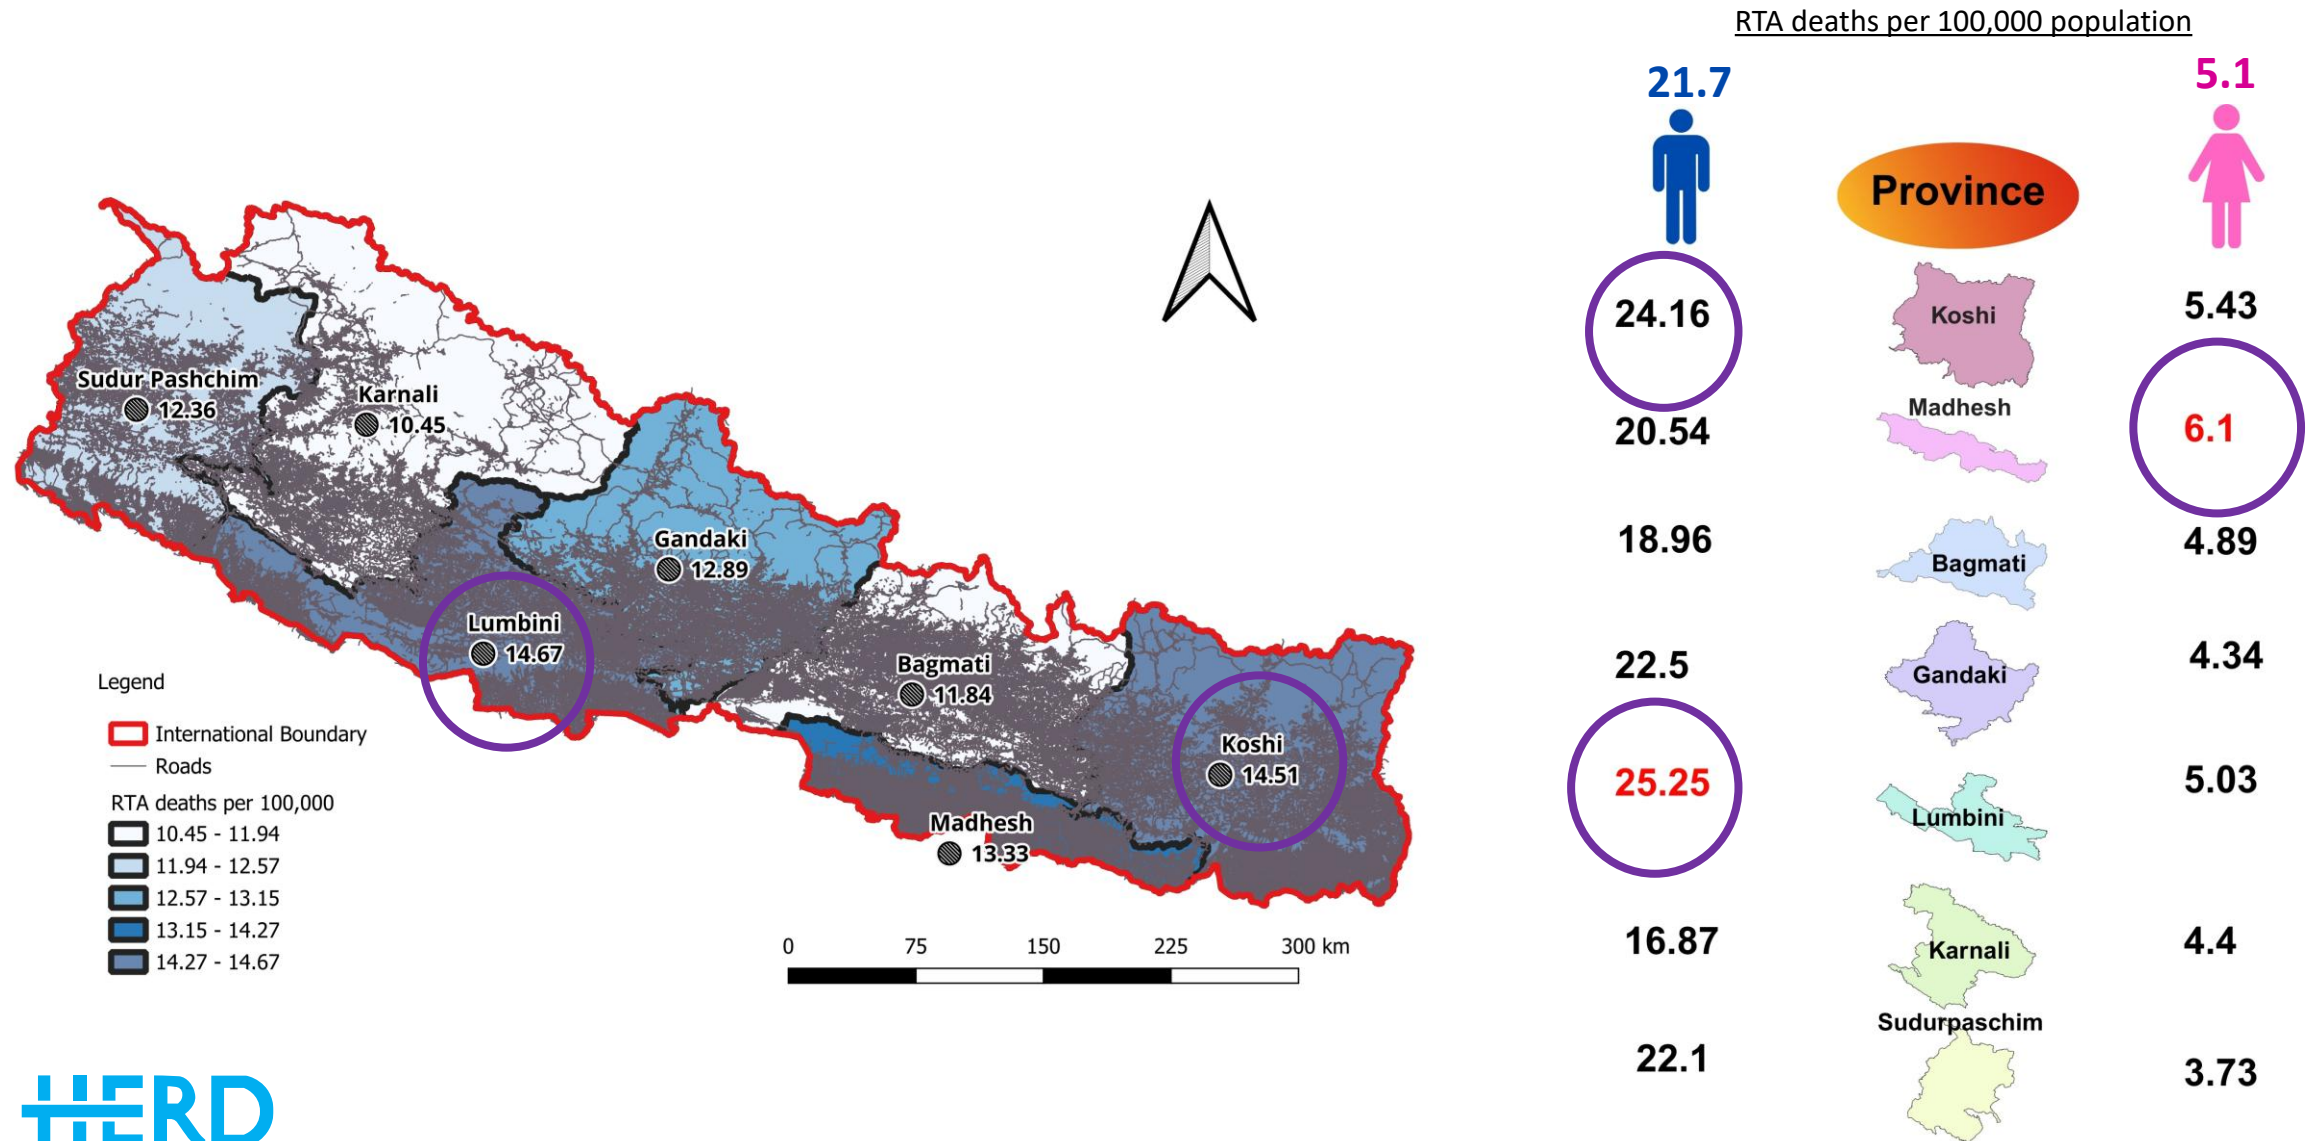 RTA deaths per 100,000 population
21.7
5.1
Province
24.16
Koshi
5.43
20.54
Madhesh
6.1
18.96
Bagmati
4.89
22.5
Gandaki
4.34
25.25
Lumbini
5.03
16.87
Karnali
4.4
22.1
Sudurpaschim
3.73
Sudur Pashchim
12.36
Karnali
10.45
Gandaki
12.89
Lumbini
14.67
Bagmati
11.84
Koshi
14.51
Madhesh
13.33
Legend
International Boundary
Roads
RTA deaths per 100,000
10.45 - 11.94
11.94 - 12.57
12.57 - 13.15
13.15 - 14.27
14.27 - 14.67
0 75 150 225 300 km
HERD